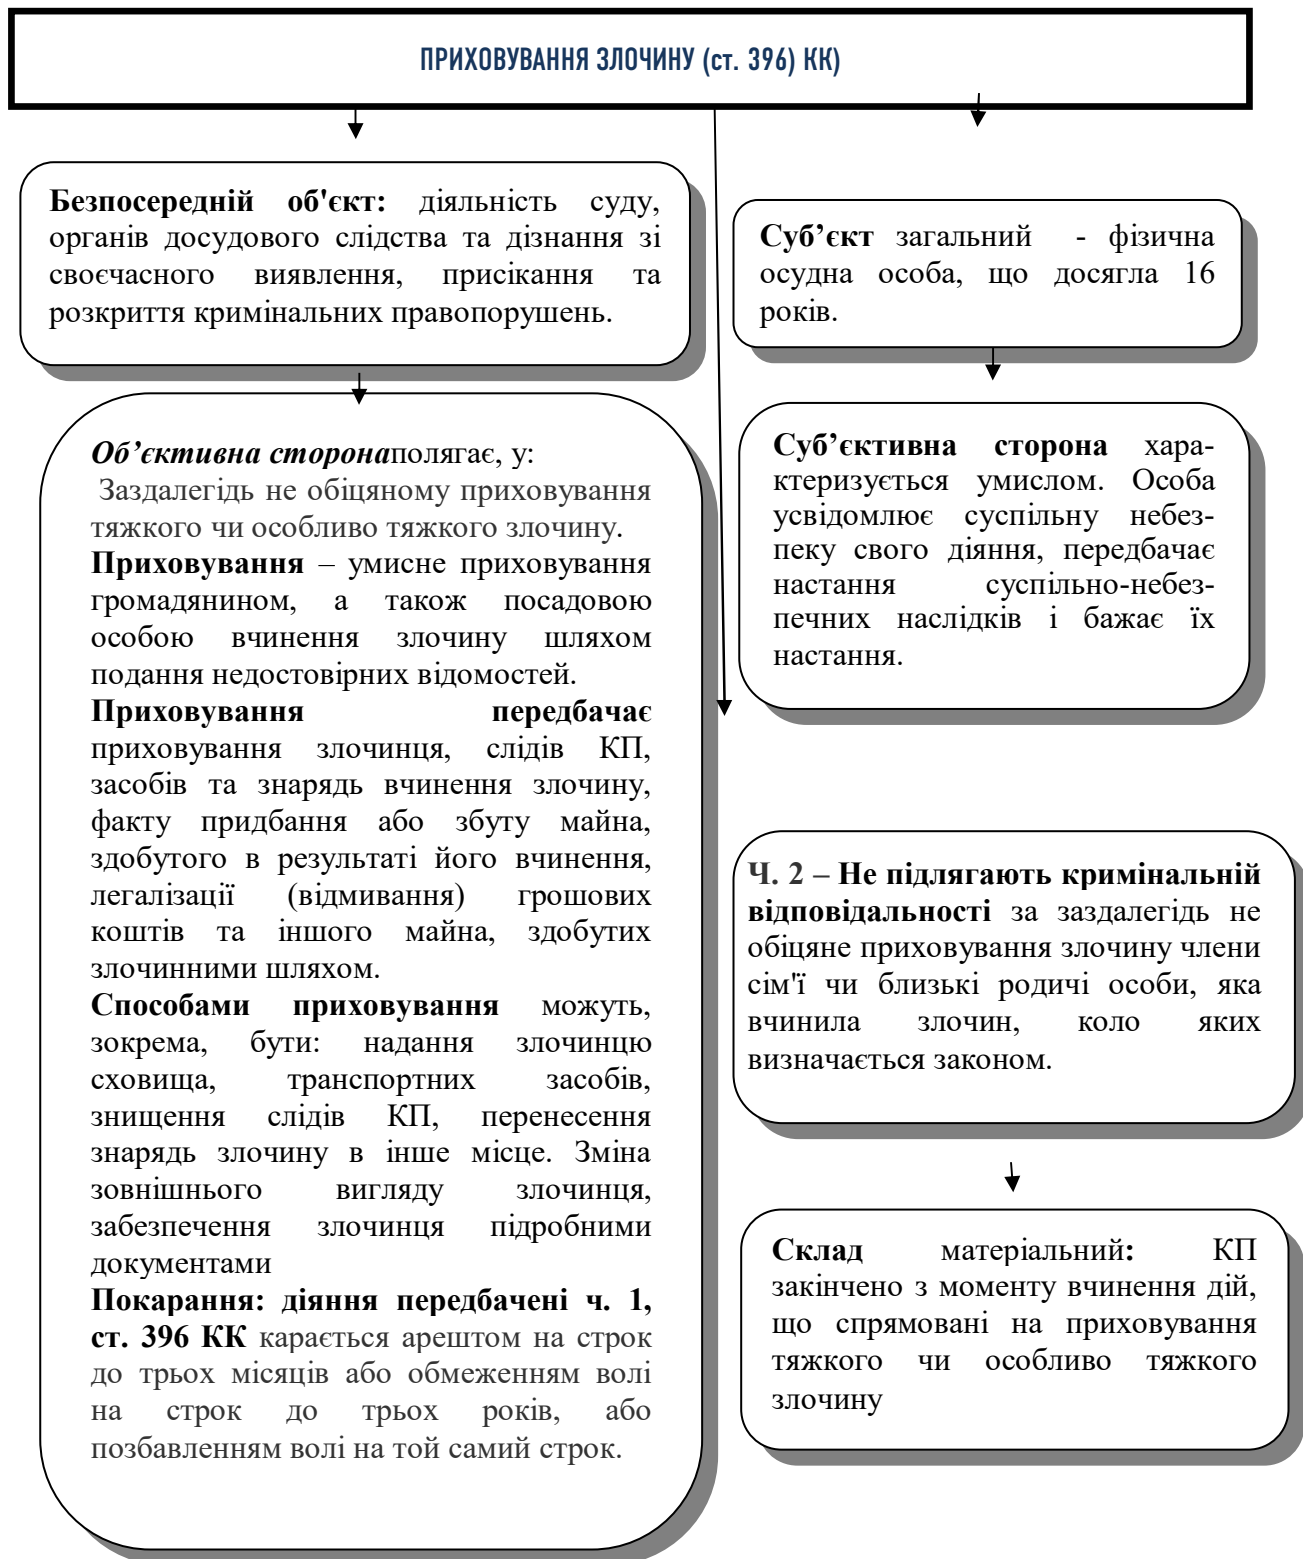 ПРИХОВУВАННЯ ЗЛОЧИНУ (ст. 396) КК)
Безпосередній об'єкт: діяльність суду,
органів досудового слідства та дізнання зі
своєчасного виявлення, присікання та
розкриття кримінальних правопорушень.
Об’єктивна сторонаполягає, у:
Заздалегідь не обіцяному приховування
тяжкого чи особливо тяжкого злочину.
Приховування – умисне приховування
громадянином, а також посадовою
особою вчинення злочину шляхом
подання недостовірних відомостей.
Приховування передбачає
приховування злочинця, слідів КП,
засобів та знарядь вчинення злочину,
факту придбання або збуту майна,
здобутого в результаті його вчинення,
легалізації (відмивання) грошових
коштів та іншого майна, здобутих
злочинними шляхом.
Способами приховування можуть,
зокрема, бути: надання злочинцю
сховища, транспортних засобів,
знищення слідів КП, перенесення
знарядь злочину в інше місце. Зміна
зовнішнього вигляду злочинця,
забезпечення злочинця підробними
документами
Покарання: діяння передбачені ч. 1,
ст. 396 КК карається арештом на строк
до трьох місяців або обмеженням волі
на строк до трьох років, або
позбавленням волі на той самий строк.
Суб’єкт загальний - фізична
осудна особа, що досягла 16
років.
Суб’єктивна сторона хара-
ктеризується умислом. Особа
усвідомлює суспільну небез-
пеку свого діяння, передбачає
настання суспільно-небез-
печних наслідків і бажає їх
настання.
Ч. 2 – Не підлягають кримінальній
відповідальності за заздалегідь не
обіцяне приховування злочину члени
сім'ї чи близькі родичі особи, яка
вчинила злочин, коло яких
визначається законом.
Склад матеріальний: КП
закінчено з моменту вчинення дій,
що спрямовані на приховування
тяжкого чи особливо тяжкого
злочину